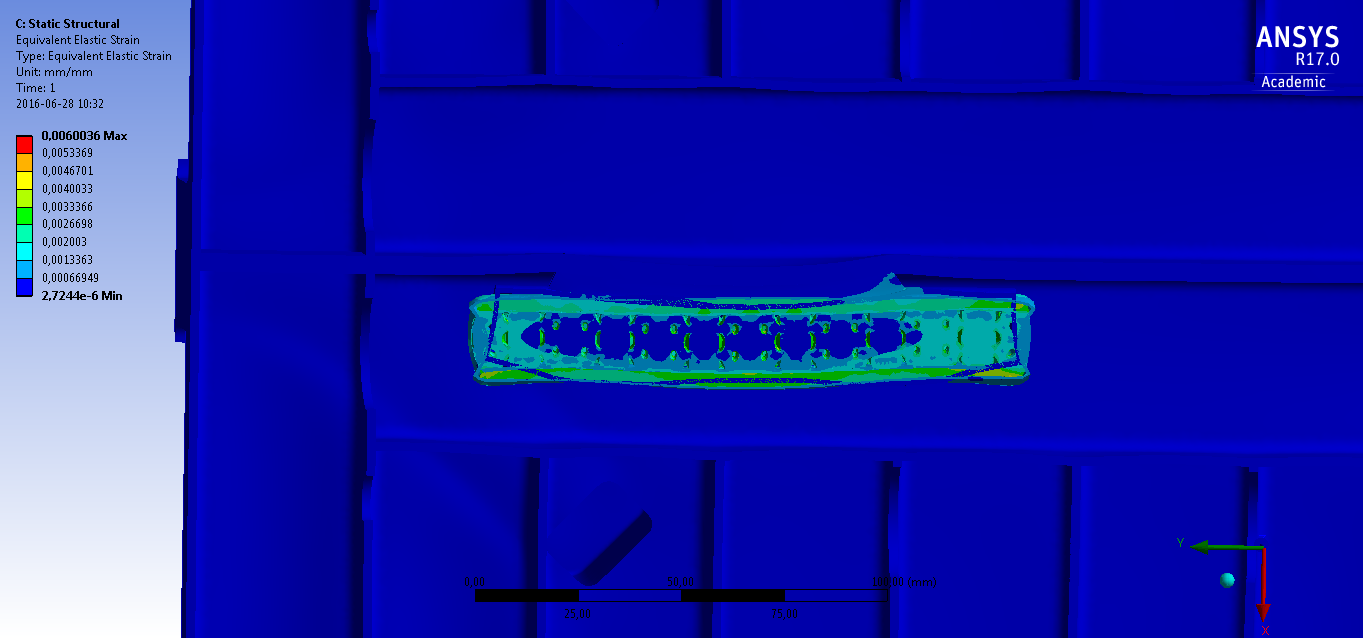 C: Static Structural
Equivalent Elastic Strain
Type: Equivalent Elastic Strain
Unit: mm/mm
Time: 1
2016-06-28 10:32
0,0060036 Max
0,0053369
0,0046701
0,0040033
0,0033366
0,0026698
0,002003
0,0013363
0,00066949
2,7244e-6 Min
ANSYS
R17.0
Academic
Y
X